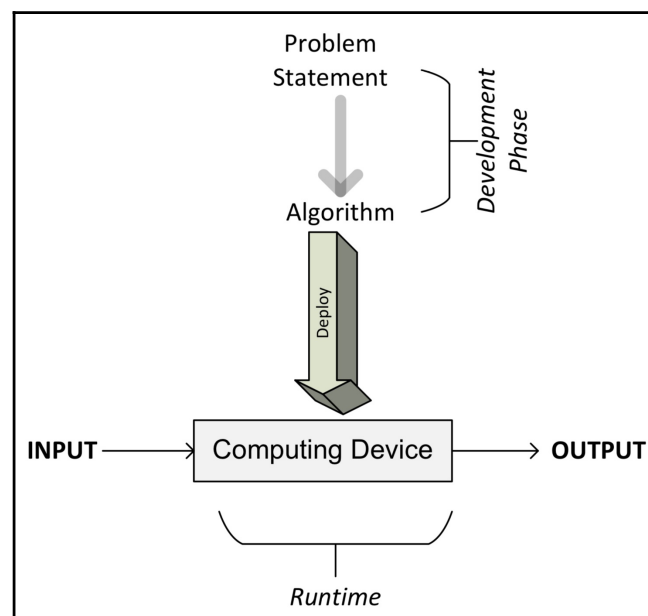 Problem
Statement
Development
Phase
Algorithm
Deploy
INPUT
Computing Device
OUTPUT
Runtime